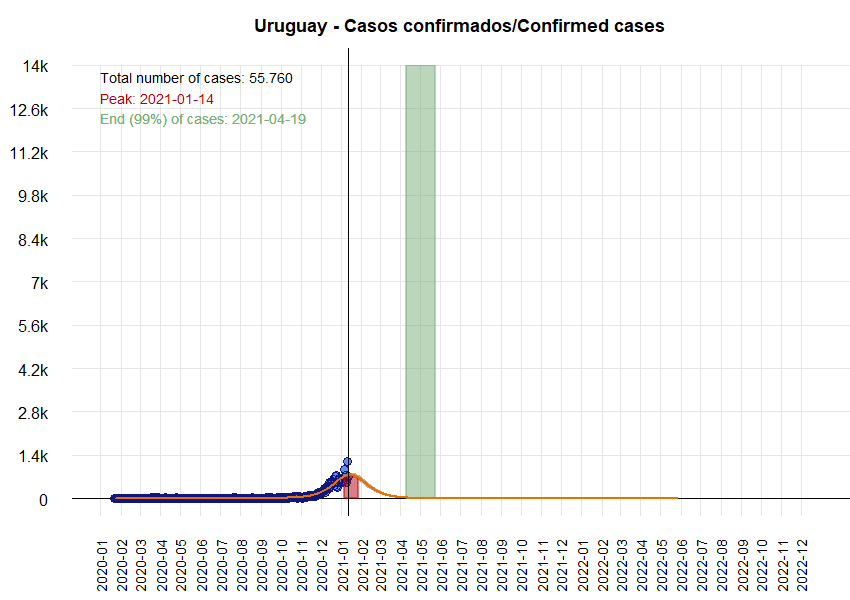 Uruguay - Casos confirmados/Confirmed cases
14k
Total number of cases: 55.760
Peak: 2021-01-14
12.6k
End (99%) of cases: 2021-04-19
11.2k
9.8k
8.4k
7k
5.6k
4.2k
2.8k
1.4k
0
2020-01
2020-02
2020-03
2020-04
2020-05
2020-06
2020-07
2020-08
2020-09
2020-10
2020-11
2020-12
2021-01
2021-02
2021-03
2021-04
2021-05
2021-06
2021-07
2021-08
2021-09
2021-10
2021-11
2021-12
2022-01
2022-02
2022-03
2022-04
2022-05
2022-06
2022-07
2022-08
2022-09
2022-10
2022-11
2022-12